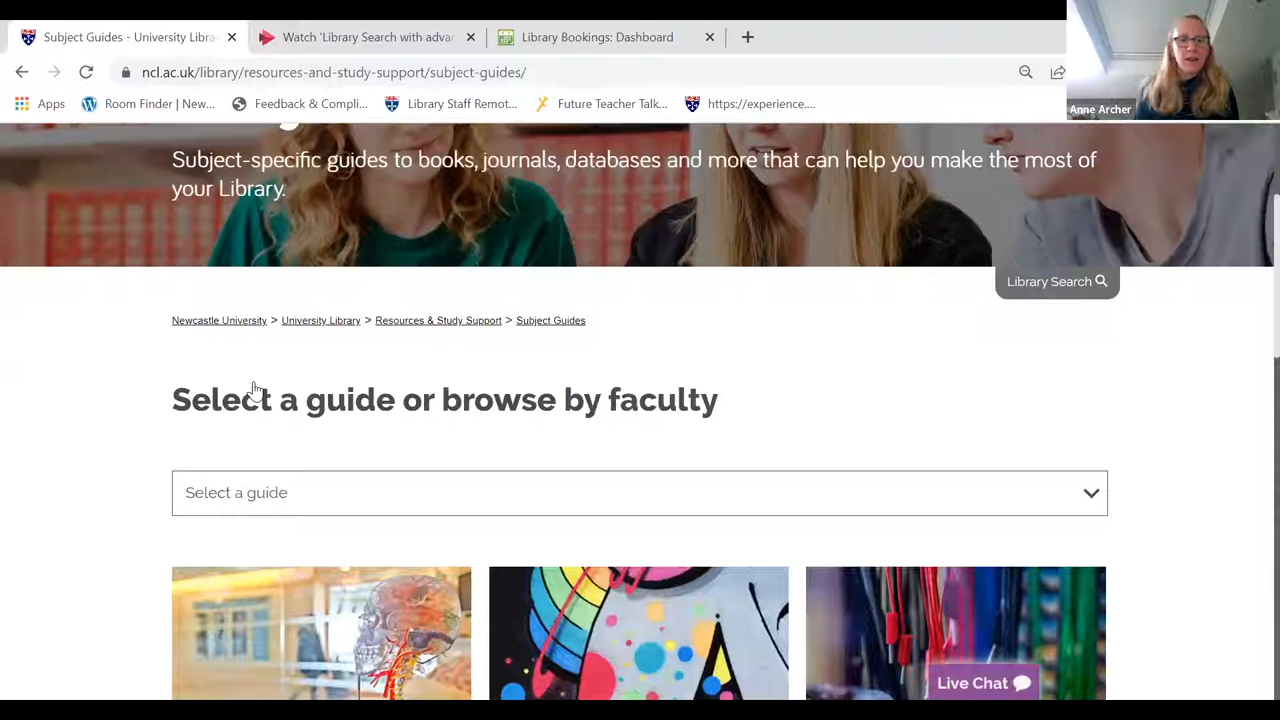 Subject Guides - University Libra
Watch 'Library Search with advar
Library Bookings: Dashboard
ncl.ac.uk/library/resources-and-study-support/subject-guides/
Apps
Room Finder | New...
Feedback & Compli...
Library Staff Remot...
Future Teacher Talk...
https://experience....
Anne Archer
Subject-specific guides to books, journals, databases and more that can help you make the most of
your Library.
Library Search
Newcastle University > University Library > Resources & Study Support > Subject Guides
Select a guide or browse by faculty
Select a guide
Live Chat